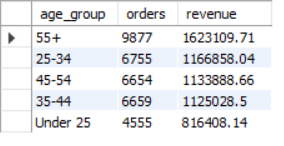 age_group orders revenue
55+ 9877 1623109.71
25-34 6755 1166858.04
45-54 6654 1133888.66
35-44 6659 1125028.5
Under 25 4555 816408.14